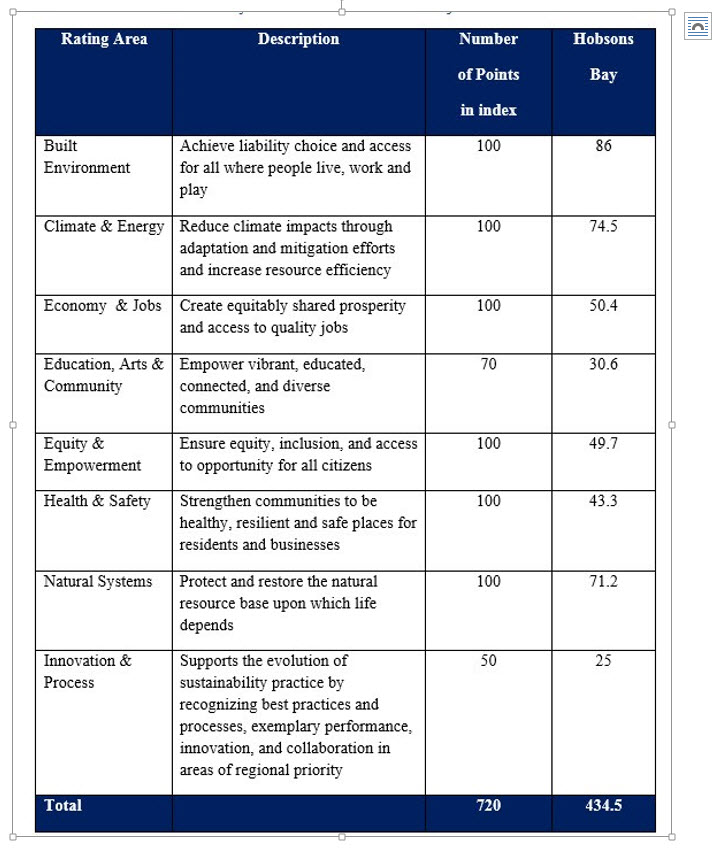 Rating Area Description Number of Points in index Hobsons Bay
Built Environment Achieve liability choice and access for all where people live, work and play 100 86
Climate & Energy Reduce climate impacts through adaptation and mitigation efforts and increase resource efficiency 100 74.5
Economy & Jobs Create equitably shared prosperity and access to quality jobs 100 50.4
Education, Arts & Community Empower vibrant, educated, connected, and diverse communities 70 30.6
Equity & Empowerment Ensure equity, inclusion, and access to opportunity for all citizens 100 49.7
Health & Safety Strengthen communities to be healthy, resilient and safe places for residents and businesses 100 43.3
Natural Systems Protect and restore the natural resource base upon which life depends 100 71.2
Innovation & Process Supports the evolution of sustainability practice by recognizing best practices and processes, exemplary performance, innovation, and collaboration in areas of regional priority 50 25
Total 720 434.5